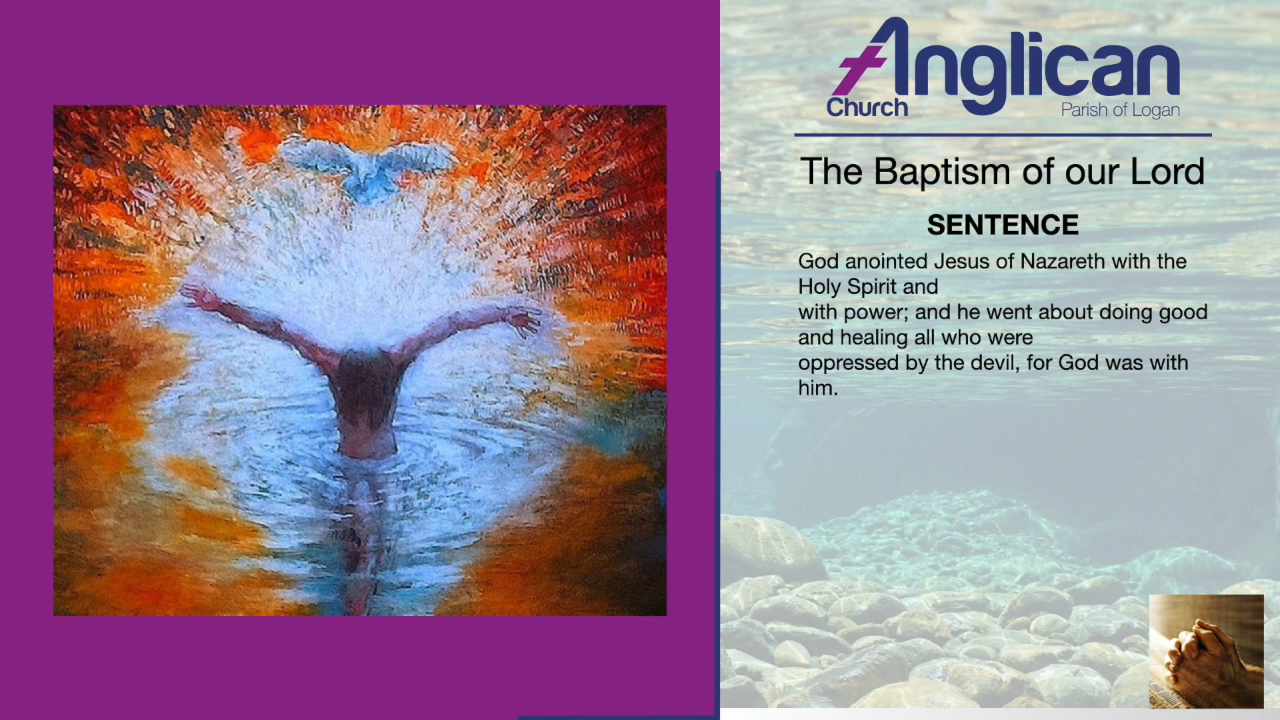 Anglican
Church
Parish of Logan
The Baptism of our Lord
SENTENCE
God anointed Jesus of Nazareth with the
Holy Spirit and
with power; and he went about doing good
and healing all who were
oppressed by the devil, for God was with
him.